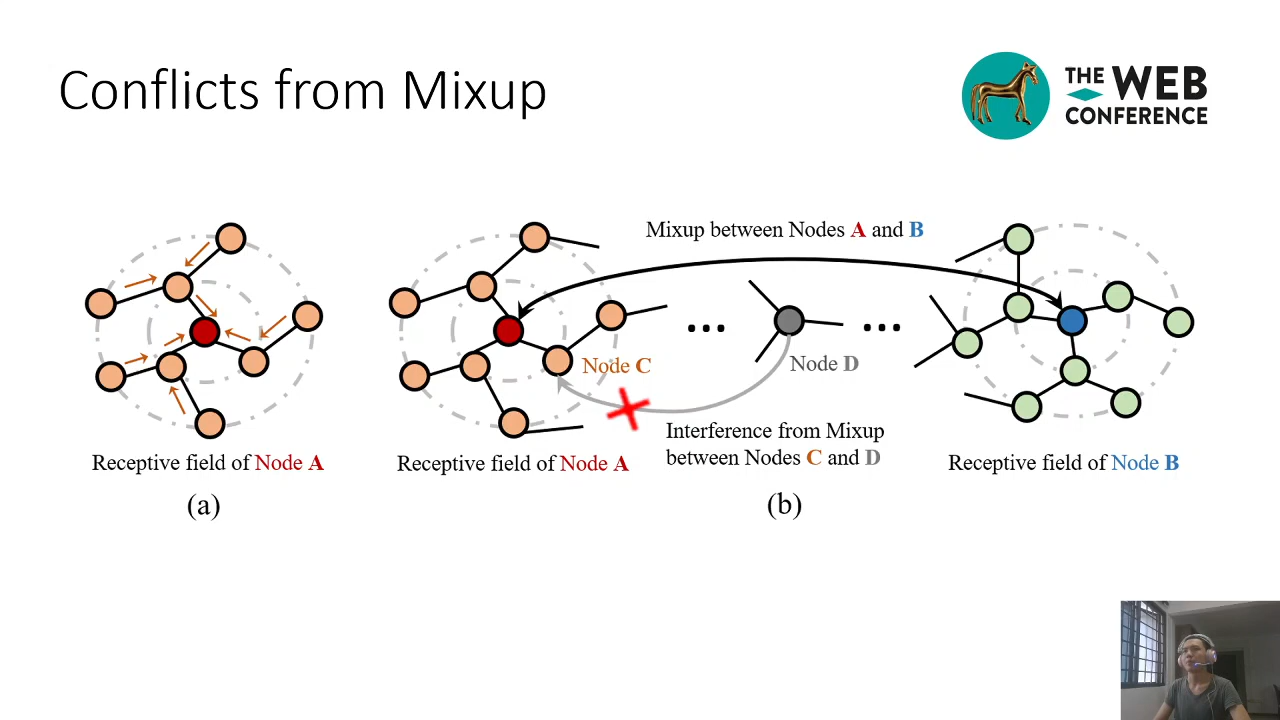 Conflicts from Mixup
THE WEB
CONFERENCE
Mixup between Nodes A and B
Node C
...
Node D
...
Interference from Mixup
between Nodes C and D
Receptive field of Node A
Receptive field of Node A
Receptive field of Node B
(a)
(b)